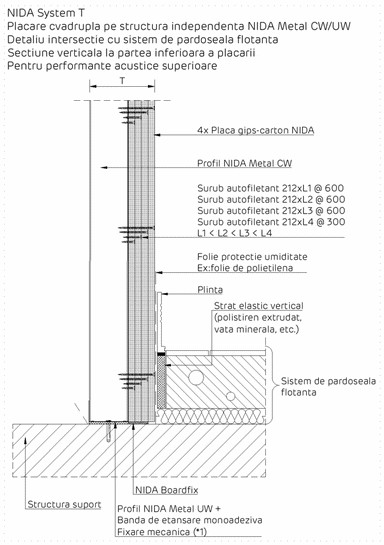 NIDA System T
Placare cvadrupla pe structura independenta NIDA Metal CW/UW
Detaliu intersectie cu sistem de pardoseala flotanta
Sectiune verticala la partea inferioara a placarii
Pentru performante acustice superioare
T
4x Placa gips-carton NIDA
Profil NIDA Metal CW
Surub autofiletant 212xL1 @ 600
Surub autofiletant 212xL2 @ 600
Surub autofiletant 212xL3 @ 600
Surub autofiletant 212xL4 @ 300
L1 < L2 < L3 < L4
Folie protectie umiditate
Ex:folie de polietilena
Plinta
Strat elastic vertical
(polistiren extrudat,
vata minerala, etc.)
Sistem de pardoseala
flotanta
NIDA Boardfix
Structura suport
Profil NIDA Metal UW +
Banda de etansare monoadeziva
Fixare mecanica (*1)